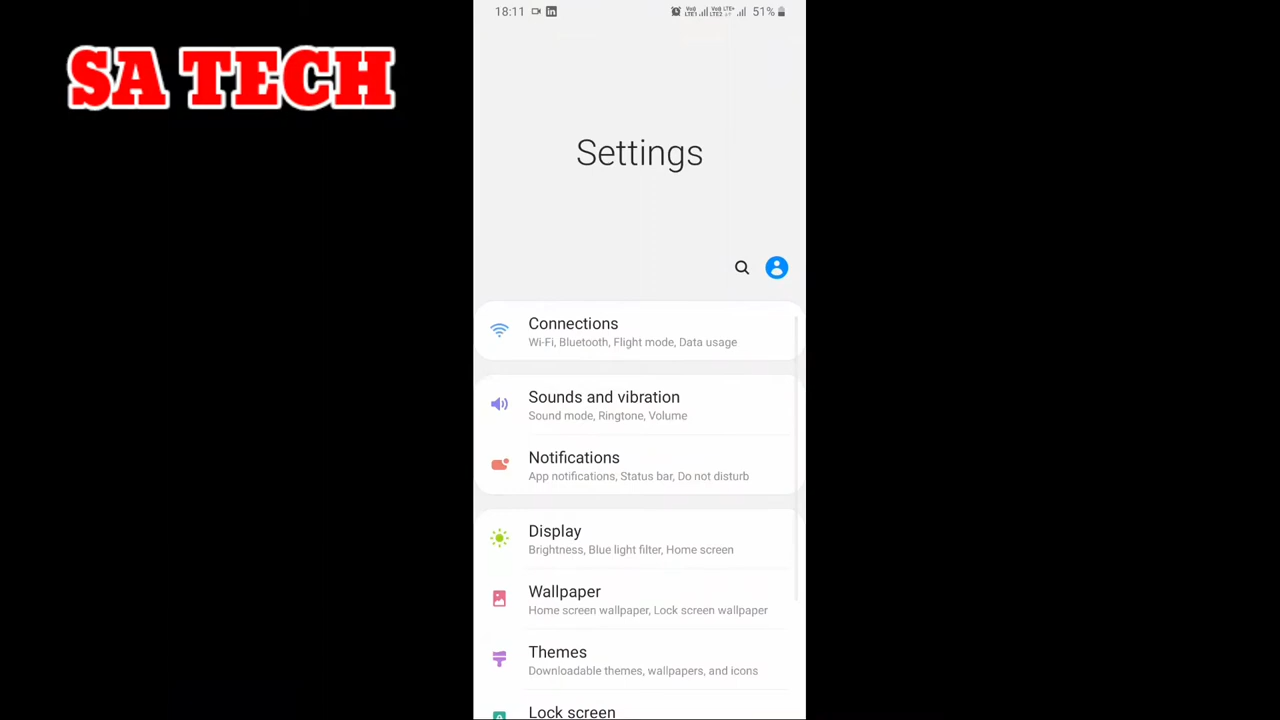 SA TECH
18:11
51%
Settings
Connections
Wi-Fi, Bluetooth, Flight mode, Data usage
Sounds and vibration
Sound mode, Ringtone, Volume
Notifications
App notifications, Status bar, Do not disturb
Display
Brightness, Blue light filter, Home screen
Wallpaper
Home screen wallpaper, Lock screen wallpaper
Themes
Downloadable themes, wallpapers, and icons
Lock screen